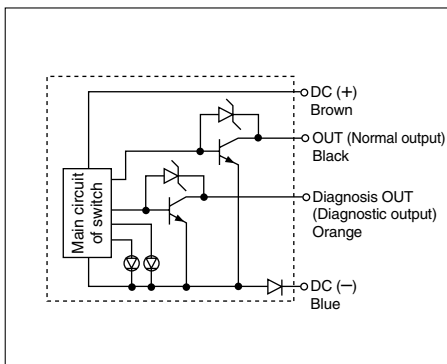 DC (+)
Brown
OUT (Normal output)
Black
Diagnosis OUT
(Diagnostic output)
Orange
DC (—)
Blue
Main circuit
of switch